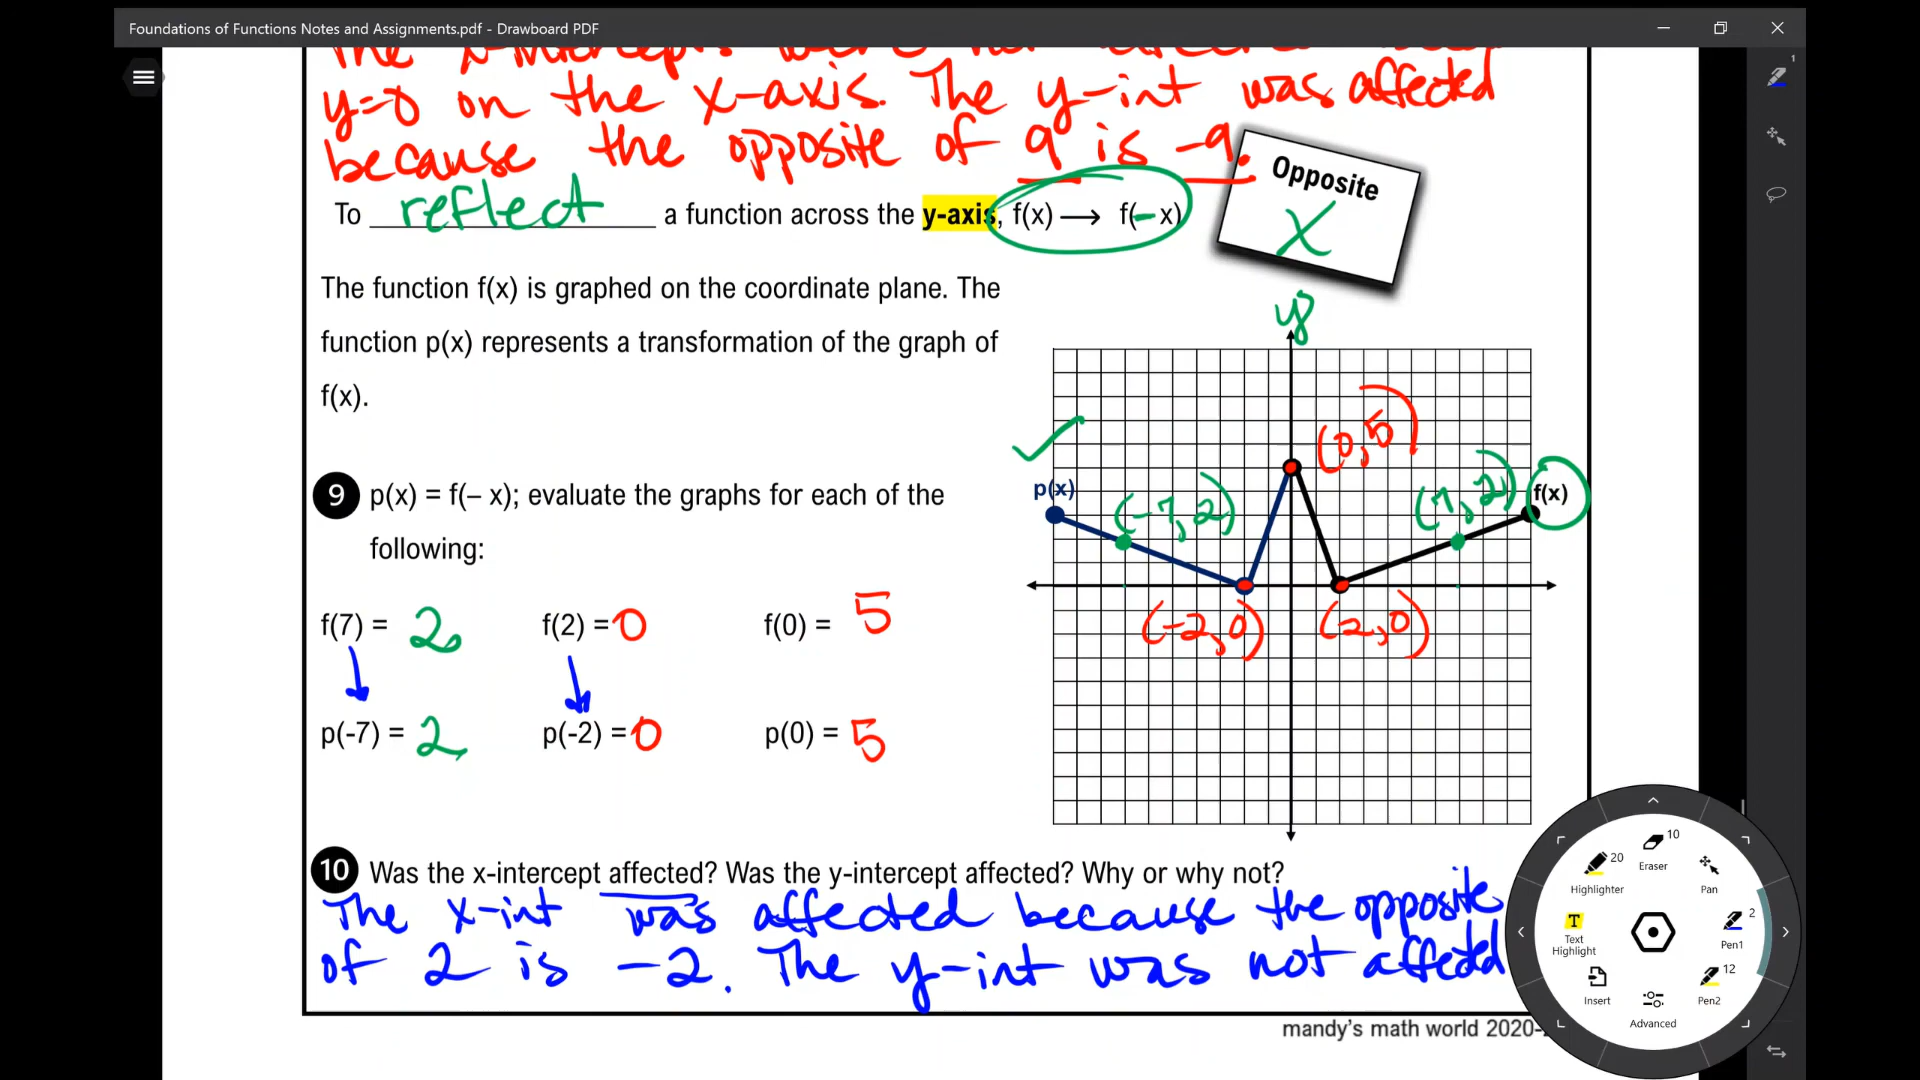 Foundations of Functions Notes and Assignments.pdf - Drawboard PDF
1
The x-intercept
y=0 on the x-axis. The y-int was affected
because the opposite of 9 is -9.
Opposite
x
To reflect a function across the y-axis, f(x) → f(- x)
The function f(x) is graphed on the coordinate plane. The
function p(x) represents a transformation of the graph of
f(x).
y
(0,5)
p(x)
(-7,2)
(7,2)
f(x)
(-2,0)
(2,0)
9 p(x) = f(– x); evaluate the graphs for each of the
following:
f(7) = 2 f(2) = 0 f(0) = 5
p(-7) = 2 p(-2) = 0 p(0) = 5
10 Was the x-intercept affected? Was the y-intercept affected? Why or why not?
The x-int was affected because the opposite
of 2 is -2. The y-int was not affected
mandy's math world 2020-
Eraser 10
Highlighter 20
Pan
Text Highlight
Pen1 2
Insert
Pen2 12
Advanced